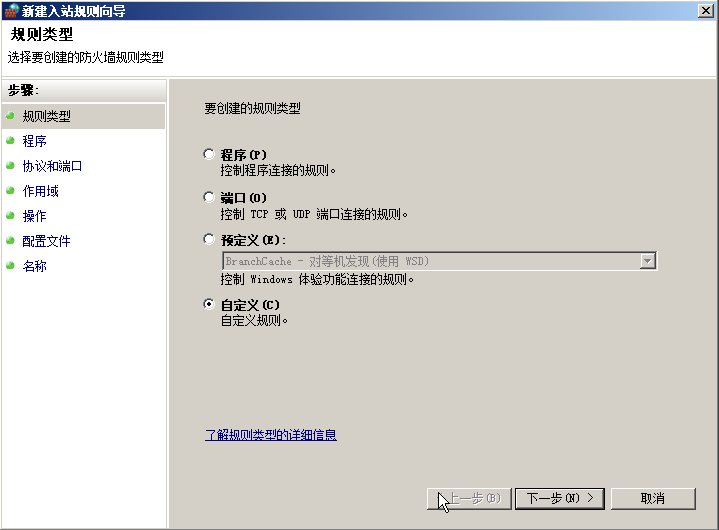 新建入站规则向导
规则类型
选择要创建的防火墙规则类型
步骤:
规则类型
程序
协议和端口
作用域
操作
配置文件
名称
要创建的规则类型
程序(P)
控制程序连接的规则。
端口(O)
控制 TCP 或 UDP 端口连接的规则。
预定义(E):
BranchCache - 对等机发现(使用 WSD)
控制 Windows 体验功能连接的规则。
自定义(C)
自定义规则。
了解规则类型的详细信息
上一步(B) 下一步(N) > 取消